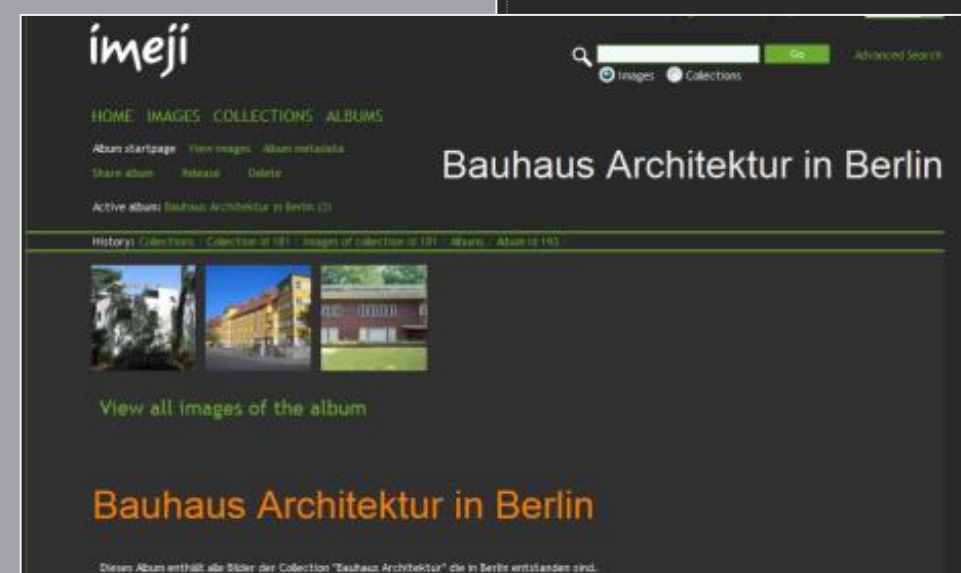 imeji
Go Advanced Search
Images Collections
HOME IMAGES COLLECTIONS ALBUMS
Album startpage View images Album metadata
Share album Release Delete
Bauhaus Architektur in Berlin
Active album: Bauhaus Architektur in Berlin (3)
History: Collections / Collection id 181 / Images of collection id 181 / Albums / Album id 193 /
View all images of the album
Bauhaus Architektur in Berlin
Dieses Album enthält alle Bilder der Collection "Bauhaus Architektur" die in Berlin entstanden sind.